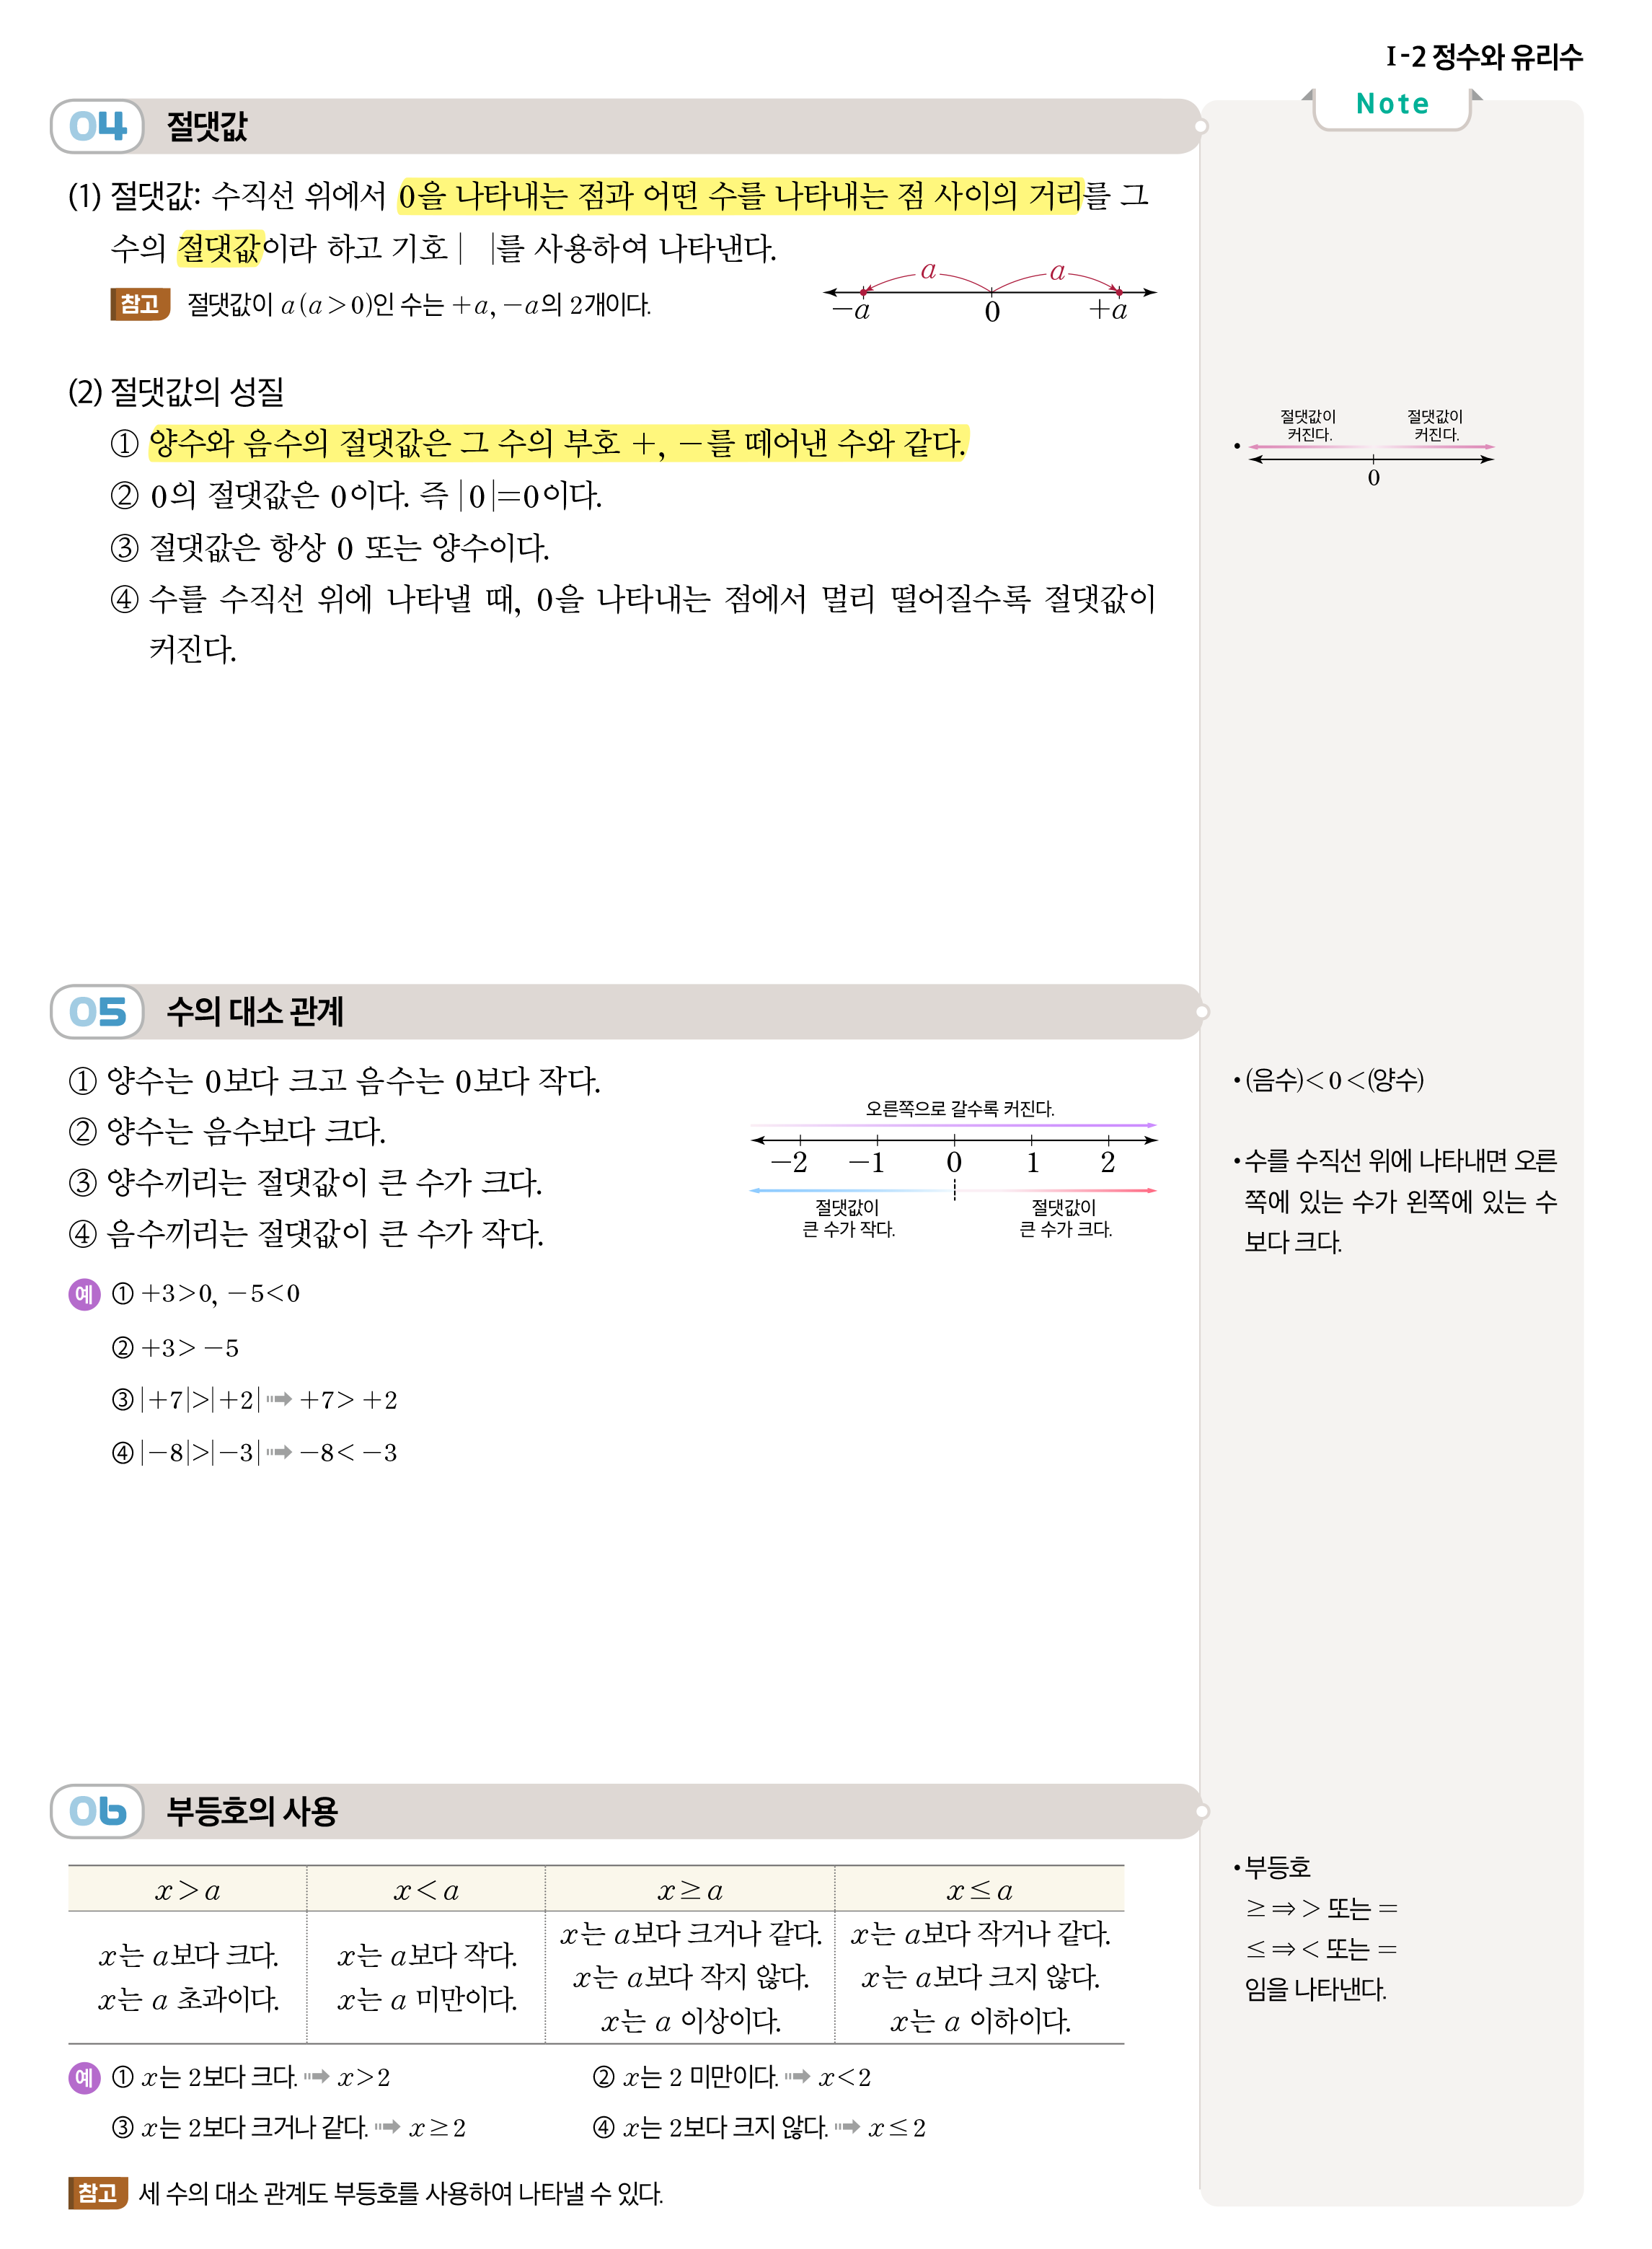 I-2 정수와 유리수
Note
04 절댓값
(1) 절댓값: 수직선 위에서 0을 나타내는 점과 어떤 수를 나타내는 점 사이의 거리를 그
수의 절댓값이라 하고 기호 | |를 사용하여 나타낸다.
참고 절댓값이 a(a>0)인 수는 +a, -a의 2개이다.
a a
-a 0 +a
(2) 절댓값의 성질
① 양수와 음수의 절댓값은 그 수의 부호 +, -를 떼어낸 수와 같다.
② 0의 절댓값은 0이다. 즉 |0|=0이다.
③ 절댓값은 항상 0 또는 양수이다.
④ 수를 수직선 위에 나타낼 때, 0을 나타내는 점에서 멀리 떨어질수록 절댓값이
커진다.
절댓값이 절댓값이
• 커진다. 커진다.
0
05 수의 대소 관계
① 양수는 0보다 크고 음수는 0보다 작다.
② 양수는 음수보다 크다.
③ 양수끼리는 절댓값이 큰 수가 크다.
④ 음수끼리는 절댓값이 큰 수가 작다.
오른쪽으로 갈수록 커진다.
-2 -1 0 1 2
절댓값이 절댓값이
큰 수가 작다. 큰 수가 크다.
예 ① +3>0, -5<0
② +3> -5
③ |+7|>|+2| ➡ +7> +2
④ |-8|>|-3| ➡ -8< -3
• (음수)<0<(양수)
• 수를 수직선 위에 나타내면 오른
쪽에 있는 수가 왼쪽에 있는 수
보다 크다.
06 부등호의 사용
x>a x<a x≥a x≤a
x는 a보다 크다. x는 a보다 작다. x는 a보다 크거나 같다. x는 a보다 작거나 같다.
x는 a 초과이다. x는 a 미만이다. x는 a보다 작지 않다. x는 a보다 크지 않다.
x는 a 이상이다. x는 a 이하이다.
예 ① x는 2보다 크다. ➡ x>2 ② x는 2 미만이다. ➡ x<2
③ x는 2보다 크거나 같다. ➡ x≥2 ④ x는 2보다 크지 않다. ➡ x≤2
참고 세 수의 대소 관계도 부등호를 사용하여 나타낼 수 있다.
• 부등호
≥ ⇒ > 또는 =
≤ ⇒ < 또는 =
임을 나타낸다.